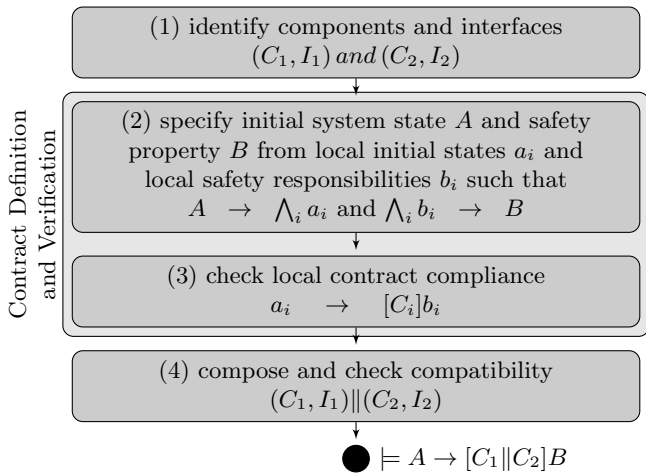 (1) identify components and interfaces
(C₁, I₁) and (C₂, I₂)
Contract Definition
and Verification
(2) specify initial system state A and safety
property B from local initial states aᵢ and
local safety responsibilities bᵢ such that
A → ⋀ᵢ aᵢ and ⋀ᵢ bᵢ → B
(3) check local contract compliance
aᵢ → [Cᵢ]bᵢ
(4) compose and check compatibility
(C₁, I₁)∥(C₂, I₂)
⊨ A → [C₁∥C₂]B